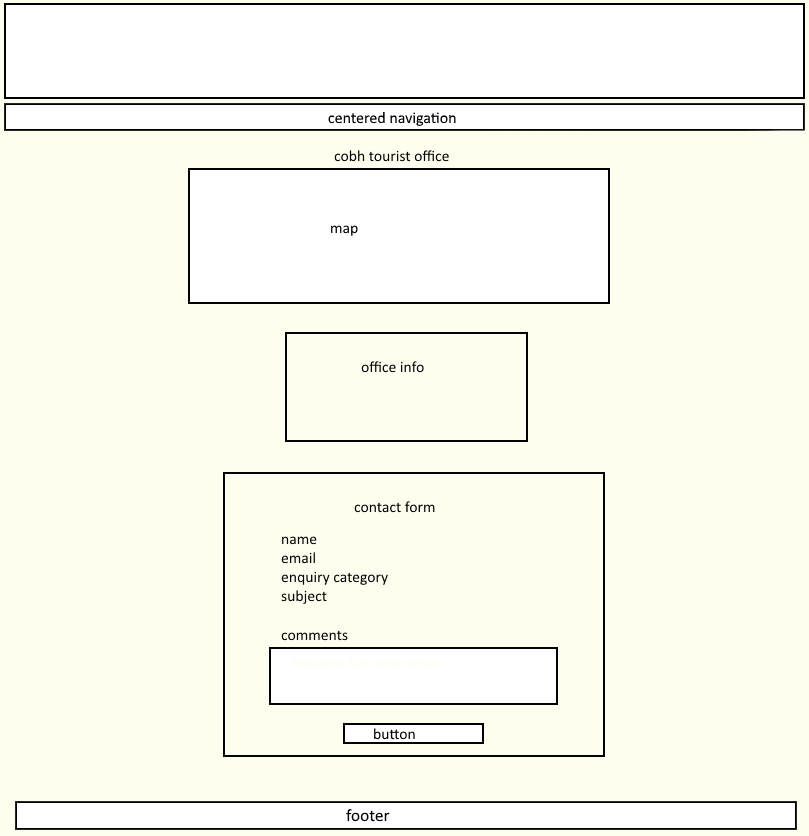 centered navigation
cobh tourist office
map
office info
contact form
name
email
enquiry category
subject
comments
button
footer